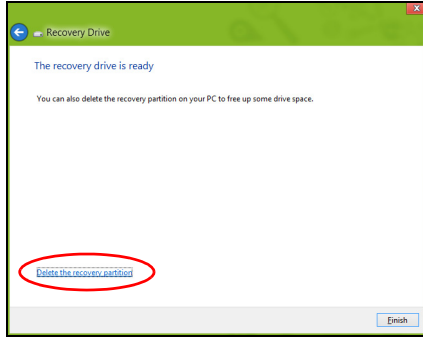 Recovery Drive
The recovery drive is ready
You can also delete the recovery partition on your PC to free up some drive space.
Delete the recovery partition
Finish